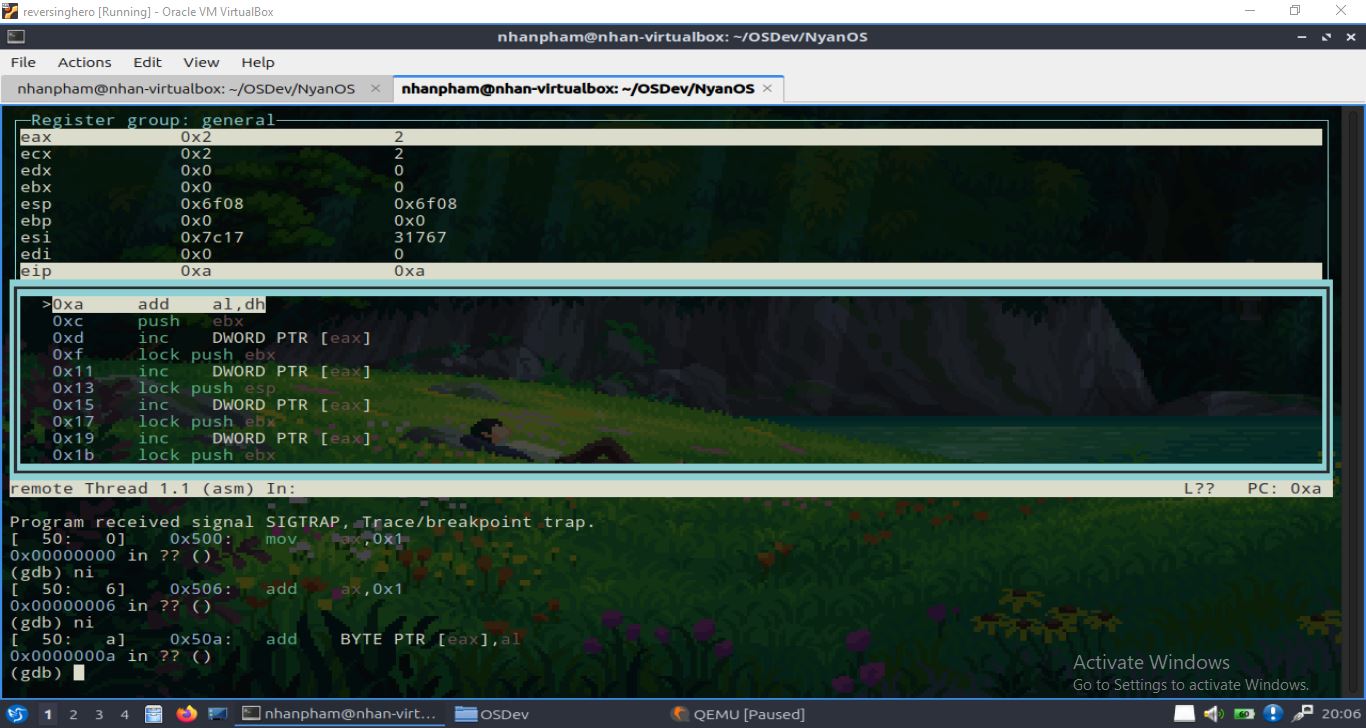 reversinghero [Running] - Oracle VM VirtualBox
nhanpham@nhan-virtualbox: ~/OSDev/NyanOS
File Actions Edit View Help
nhanpham@nhan-virtualbox: ~/OSDev/NyanOS × nhanpham@nhan-virtualbox: ~/OSDev/NyanOS ×
Register group: general
eax 0x2 2
ecx 0x2 2
edx 0x0 0
ebx 0x0 0
esp 0x6f08 0x6f08
ebp 0x0 0x0
esi 0x7c17 31767
edi 0x0 0
eip 0xa 0xa
>0xa add al,dh
0xc push ebx
0xd inc DWORD PTR [eax]
0xf lock push ebx
0x11 inc DWORD PTR [eax]
0x13 lock push esp
0x15 inc DWORD PTR [eax]
0x17 lock push ebx
0x19 inc DWORD PTR [eax]
0x1b lock push ebx
remote Thread 1.1 (asm) In: L?? PC: 0xa
Program received signal SIGTRAP, Trace/breakpoint trap.
[ 50: 0] 0x500: mov ax,0x1
0x00000000 in ?? ()
(gdb) ni
[ 50: 6] 0x506: add ax,0x1
0x00000006 in ?? ()
(gdb) ni
[ 50: a] 0x50a: add BYTE PTR [eax],al
0x0000000a in ?? ()
(gdb)
Activate Windows
Go to Settings to activate Windows.
1 2 3 4 nhanpham@nhan-virt... OSDev QEMU [Paused] 20:06